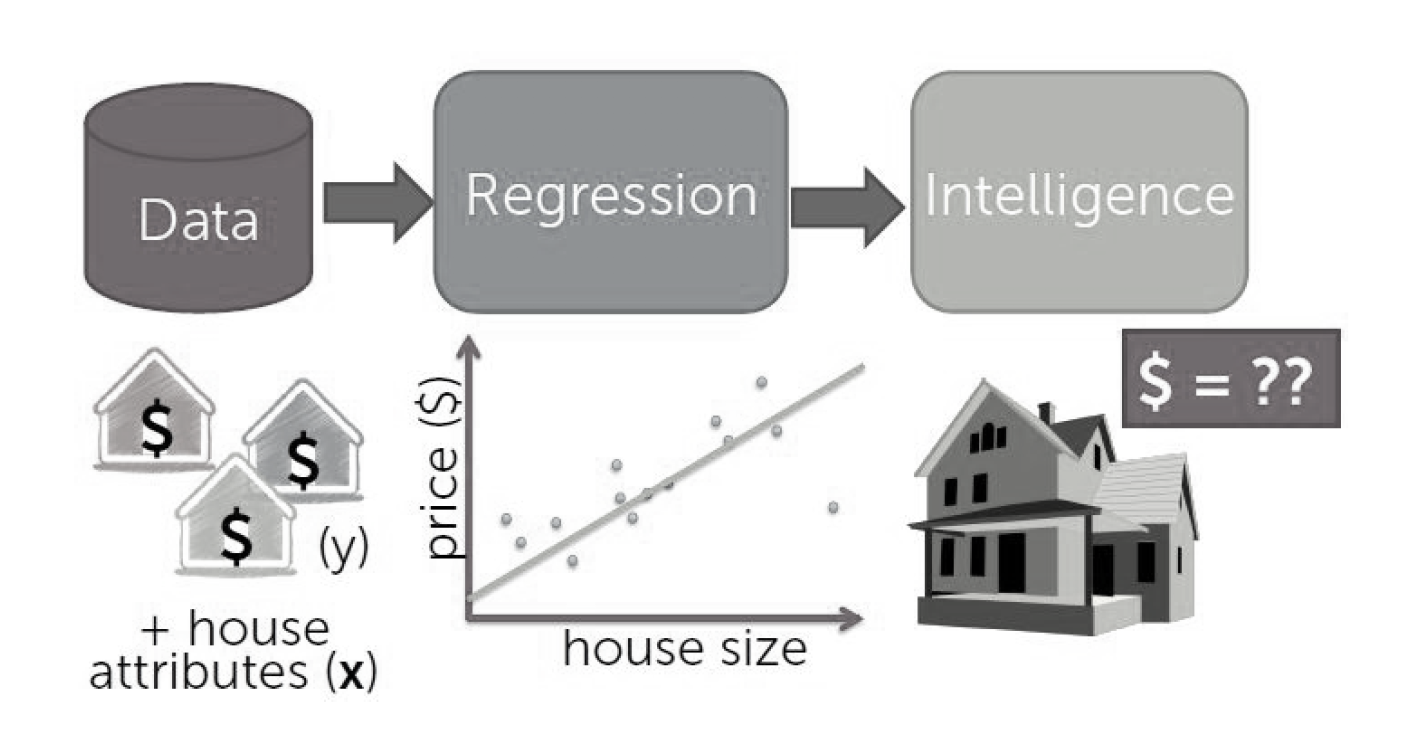 Data
Regression
Intelligence
$
$
$
(y)
+ house
attributes (x)
price ($)
house size
$ = ??